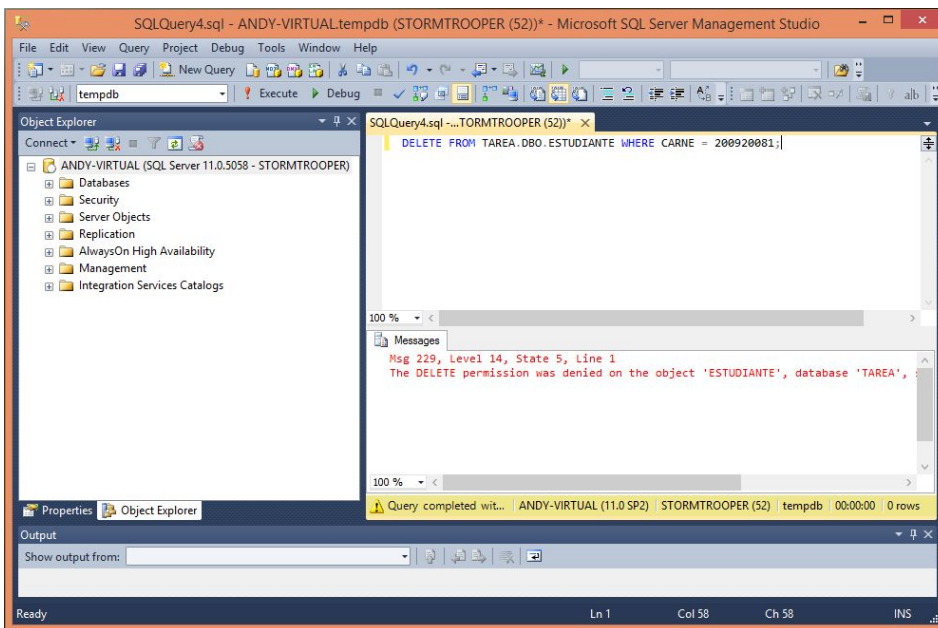 SQLQuery4.sql - ANDY-VIRTUAL.tempdb (STORMTROOPER (52))* - Microsoft SQL Server Management Studio
File Edit View Query Project Debug Tools Window Help
New Query
tempdb
Execute Debug
Object Explorer
Connect
ANDY-VIRTUAL (SQL Server 11.0.5058 - STORMTROOPER)
Databases
Security
Server Objects
Replication
AlwaysOn High Availability
Management
Integration Services Catalogs
Properties Object Explorer
SQLQuery4.sql -...TORMTROOPER (52))*
DELETE FROM TAREA.DBO.ESTUDIANTE WHERE CARNE = 200920081;
100 %
Messages
Msg 229, Level 14, State 5, Line 1
The DELETE permission was denied on the object 'ESTUDIANTE', database 'TAREA',
100 %
Query completed wit... ANDY-VIRTUAL (11.0 SP2) STORMTROOPER (52) tempdb 00:00:00 0 rows
Output
Show output from:
Ready Ln 1 Col 58 Ch 58 INS